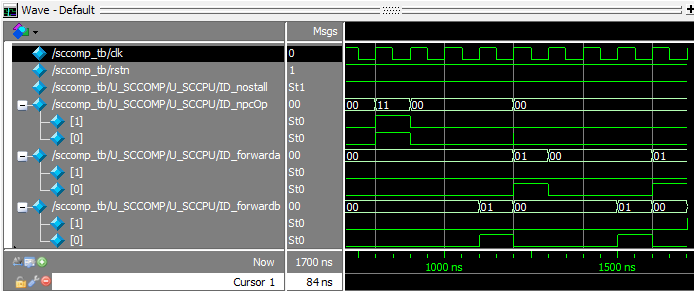 Wave - Default
Msgs
/sccomp_tb/clk 0
/sccomp_tb/rstn 1
/sccomp_tb/U_SCCOMP/U_SCCPU/ID_nostall St1
/sccomp_tb/U_SCCOMP/U_SCCPU/ID_npcOp 00 00 11 00 00
[1] St0
[0] St0
/sccomp_tb/U_SCCOMP/U_SCCPU/ID_forwarda 00 00 01 00 01
[1] St0
[0] St0
/sccomp_tb/U_SCCOMP/U_SCCPU/ID_forwardb 00 00 01 00 01 00
[1] St0
[0] St0
Now 1700 ns 1000 ns 1500 ns
Cursor 1 84 ns